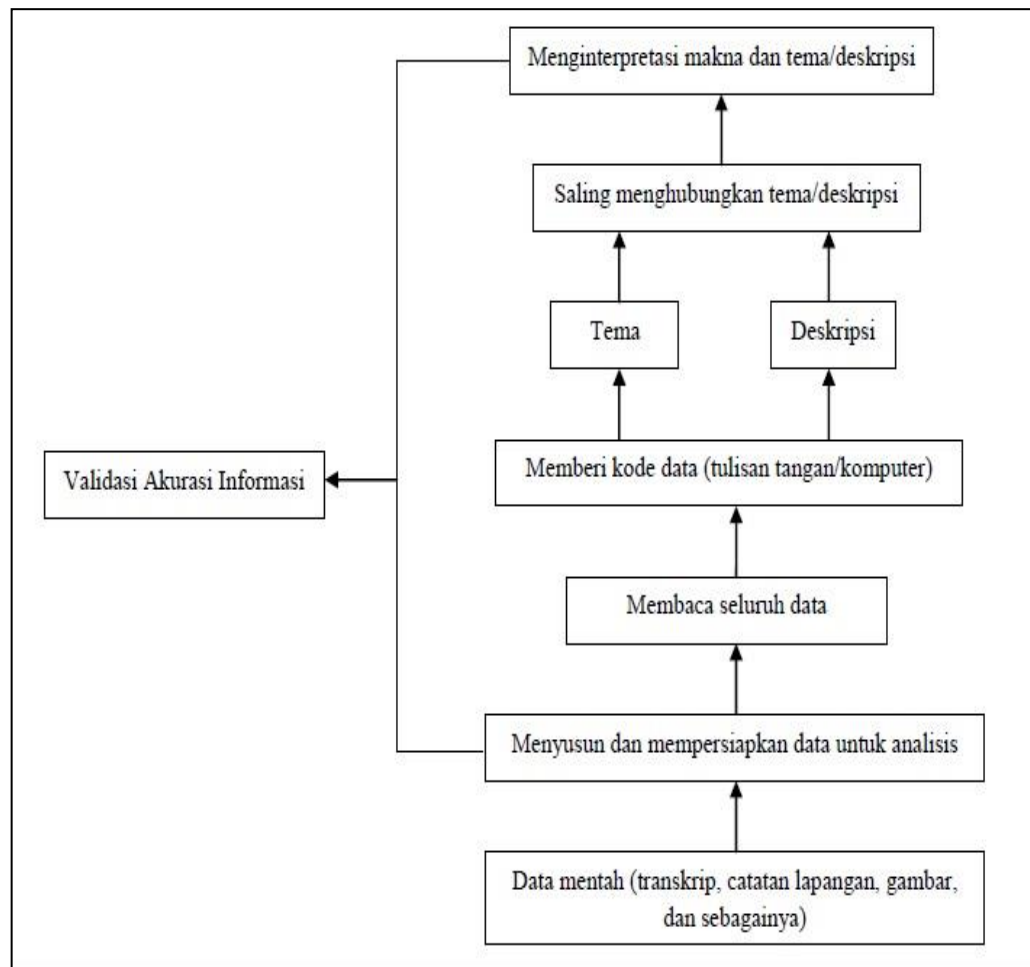 Menginterpretasi makna dan tema/deskripsi
Saling menghubungkan tema/deskripsi
Tema
Deskripsi
Memberi kode data (tulisan tangan/komputer)
Validasi Akurasi Informasi
Membaca seluruh data
Menyusun dan mempersiapkan data untuk analisis
Data mentah (transkrip, catatan lapangan, gambar,
dan sebagainya)